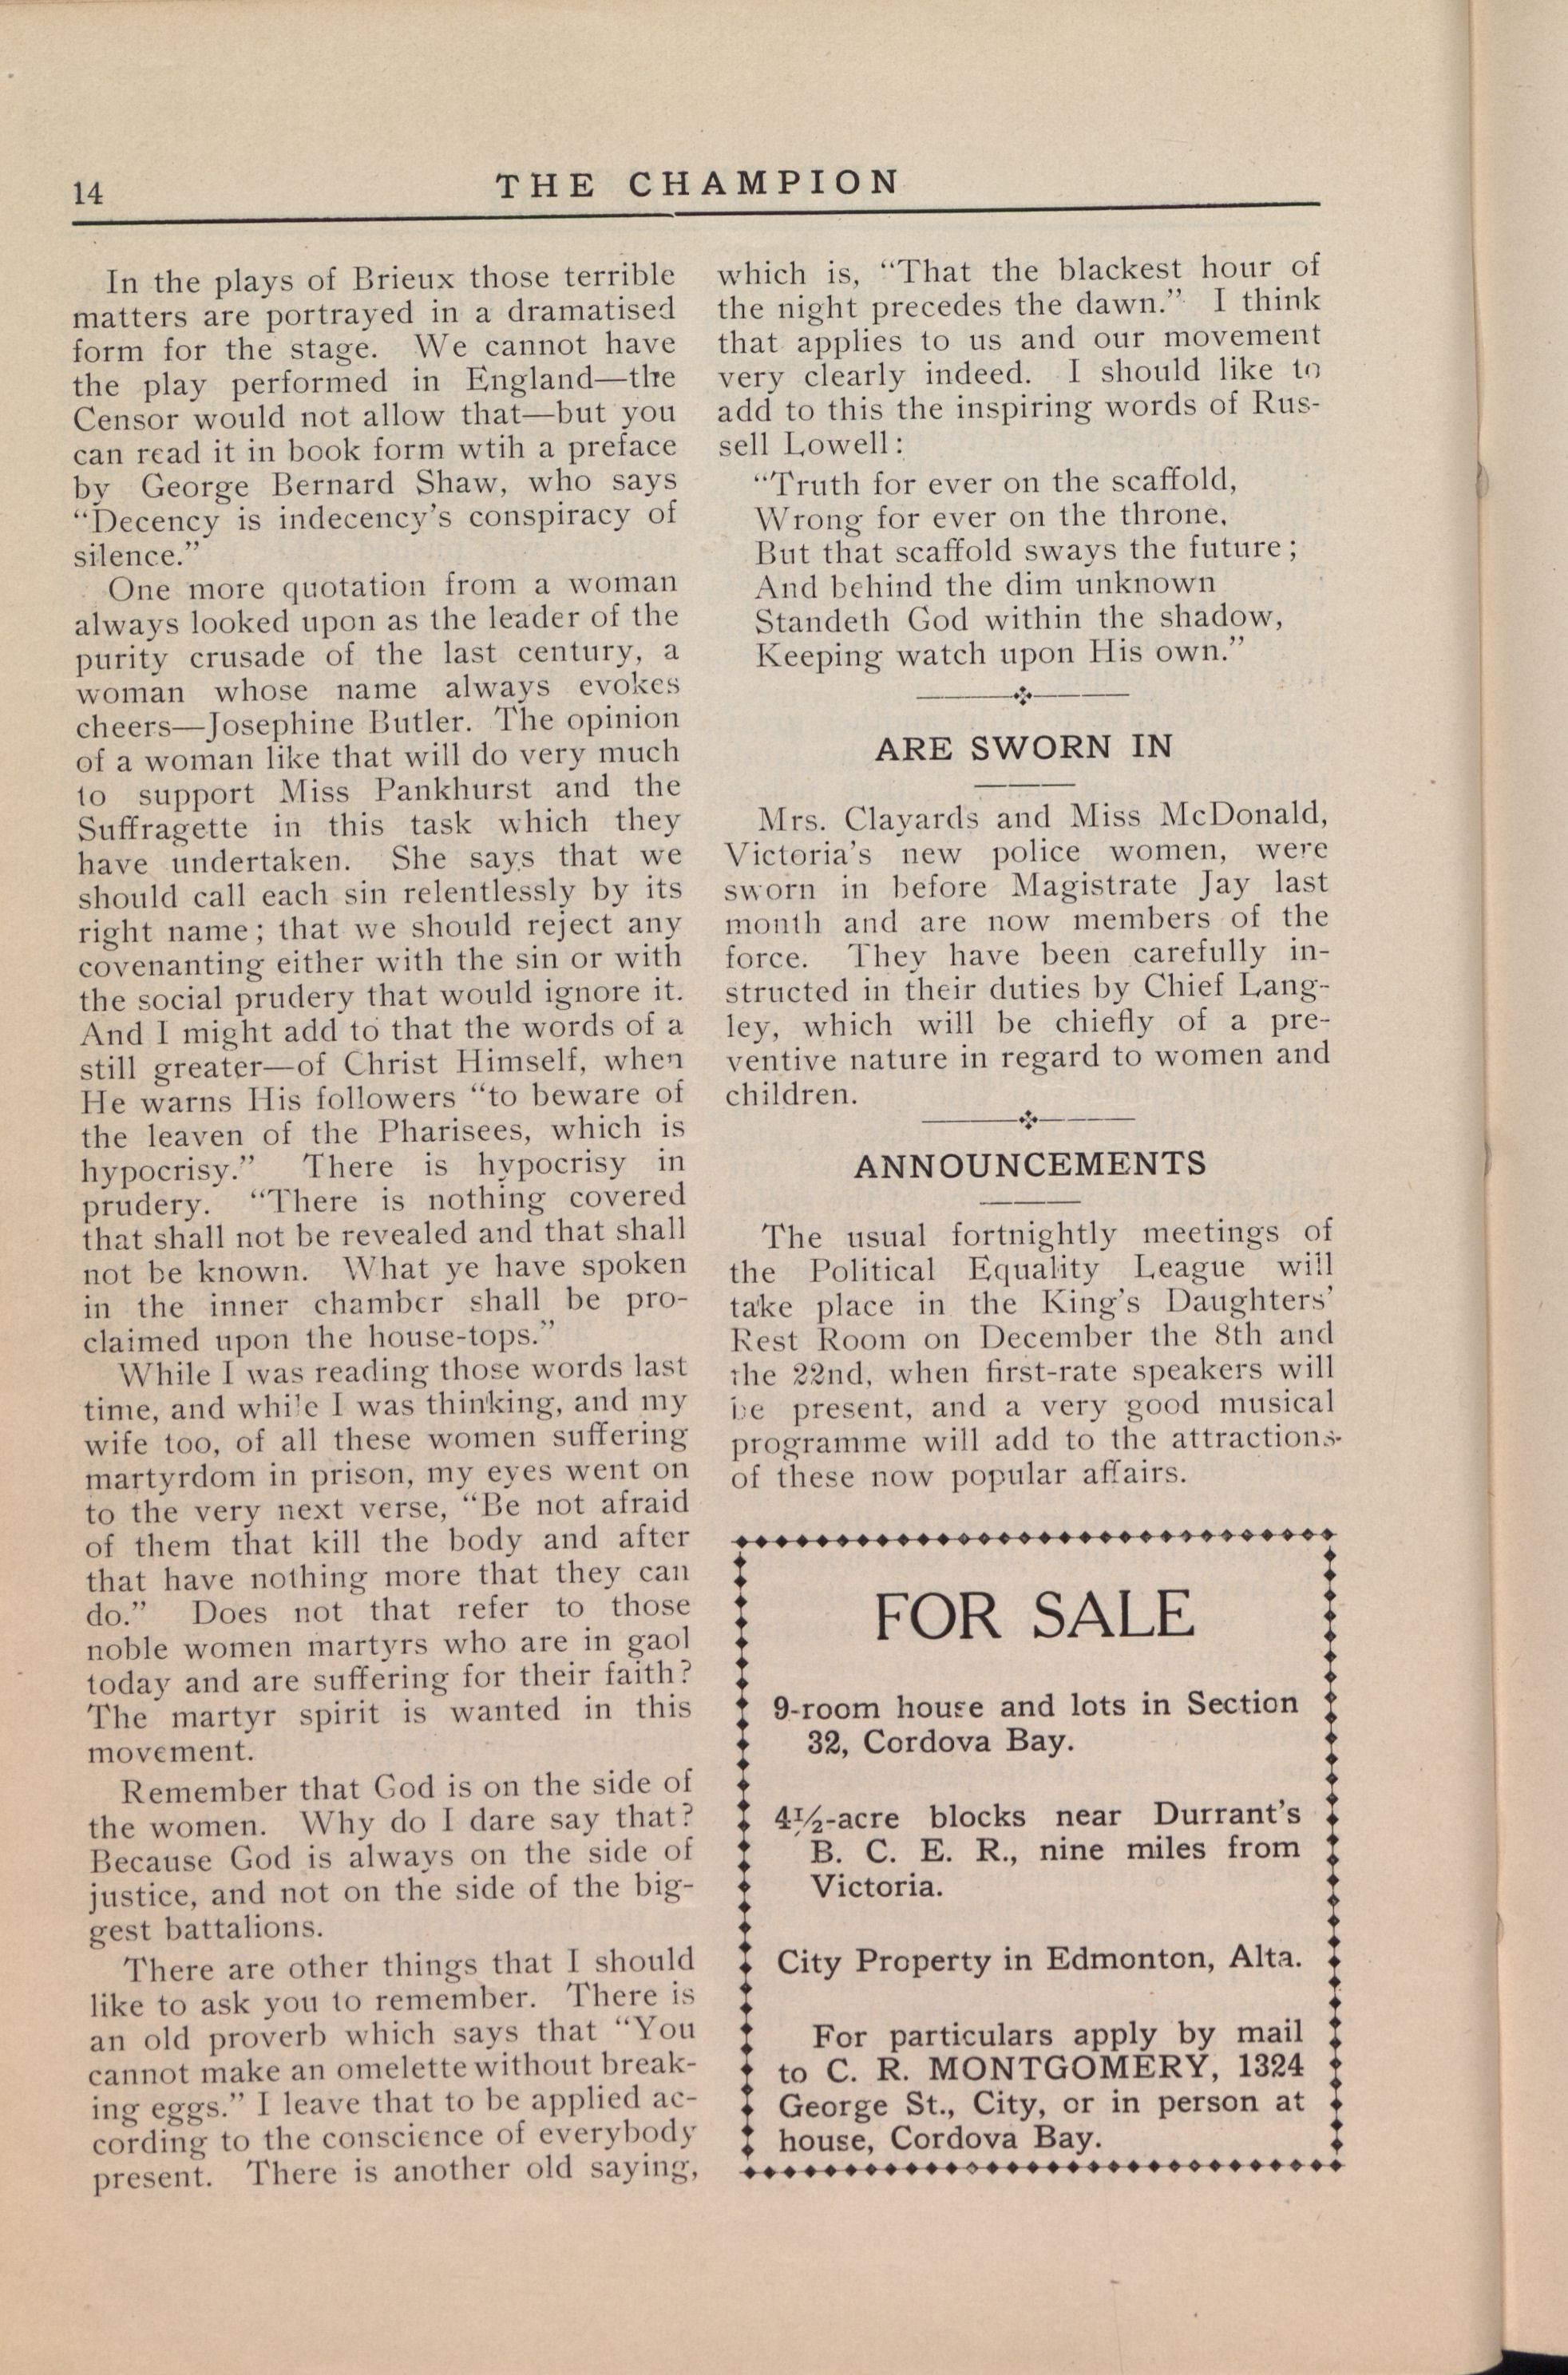 14
THE CHAMPION
In the plays of Brieux those terrible
matters are portrayed in a dramatised
form for the stage. We cannot have
the play performed in England—the
Censor would not allow that—but you
can read it in book form wtih a preface
by George Bernard Shaw, who says
“Decency is indecency’s conspiracy of
silence.”
One more quotation from a woman
always looked upon as the leader of the
purity crusade of the last century, a
woman whose name always evokes
cheers—Josephine Butler. The opinion
of a woman like that will do very much
to support Miss Pankhurst and the
Suffragette in this task which they
have undertaken. She says that we
should call each sin relentlessly by its
right name; that we should reject any
covenanting either with the sin or with
the social prudery that would ignore it.
And I might add to that the words of a
still greater—of Christ Himself, when
He warns His followers “to beware of
the leaven of the Pharisees, which is
hypocrisy.” There is hypocrisy in
prudery. “There is nothing covered
that shall not be revealed and that shall
not be known. What ye have spoken
in the inner chamber shall be pro-
claimed upon the house-tops.”
While I was reading those words last
time, and while I was thinking, and my
wife too, of all these women suffering
martyrdom in prison, my eyes went on
to the very next verse, “Be not afraid
of them that kill the body and after
that have nothing more that they can
do.” Does not that refer to those
noble women martyrs who are in gaol
today and are suffering for their faith?
The martyr spirit is wanted in this
movement.
Remember that God is on the side of
the women. Why do I dare say that?
Because God is always on the side of
justice, and not on the side of the big-
gest battalions.
There are other things that I should
like to ask you to remember. There is
an old proverb which says that “You
cannot make an omelette without break-
ing eggs.” I leave that to be applied ac-
cording to the conscience of everybody
present. There is another old saying,
which is, “That the blackest hour of
the night precedes the dawn.” I think
that applies to us and our movement
very clearly indeed. I should like to
add to this the inspiring words of Rus-
sell Lowell:
“Truth for ever on the scaffold,
Wrong for ever on the throne,
But that scaffold sways the future;
And behind the dim unknown
Standeth God within the shadow,
Keeping watch upon His own.”
ARE SWORN IN
Mrs. Clayards and Miss McDonald,
Victoria’s new police women, were
sworn in before Magistrate Jay last
month and are now members of the
force. They have been carefully in-
structed in their duties by Chief Lang-
ley, which will be chiefly of a pre-
ventive nature in regard to women and
children.
ANNOUNCEMENTS
The usual fortnightly meetings of
the Political Equality League will
take place in the King’s Daughters’
Rest Room on December the 8th and
the 22nd, when first-rate speakers will
be present, and a very good musical
programme will add to the attractions
of these now popular affairs.
FOR SALE
9-room house and lots in Section
32, Cordova Bay.
4½-acre blocks near Durrant’s
B. C. E. R., nine miles from
Victoria.
City Property in Edmonton, Alta.
For particulars apply by mail
to C. R. MONTGOMERY, 1324
George St., City, or in person at
house, Cordova Bay.